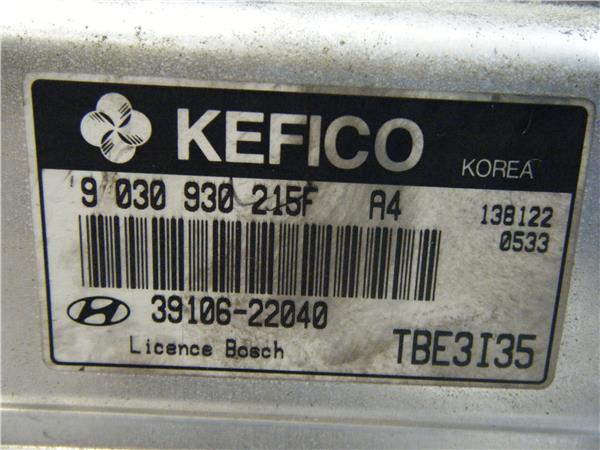 KEFICO KOREA
9 030 930 215F A4 138122
0533
39106-22040
Licence Bosch TBE3I35